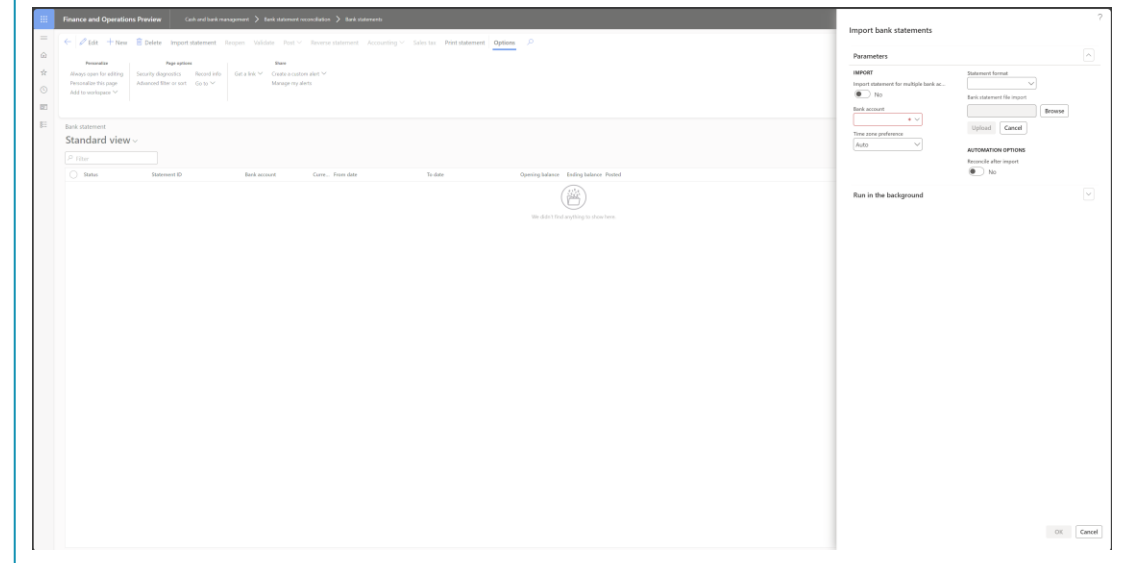 Finance and Operations Preview Cash and bank management > Bank statement reconciliation > Bank statements
Edit New Delete Import statement Reopen Validate Post Reverse statement Accounting Sales tax Print statement Options
Personalize Page options Share
Always open for editing Security diagnostics Record info Get a link Create a custom alert
Personalize this page Advanced filter or sort Go to Manage my alerts
Add to workspace
Bank statement
Standard view
Filter
Status Statement ID Bank account Curre... From date To date Opening balance Ending balance Posted
We didn't find anything to show here.
?
Import bank statements
Parameters
IMPORT
Import statement for multiple bank ac...
No
Bank account
*
Time zone preference
Auto
Statement format
Bank statement file import
Browse
Upload Cancel
AUTOMATION OPTIONS
Reconcile after import
No
Run in the background
OK Cancel